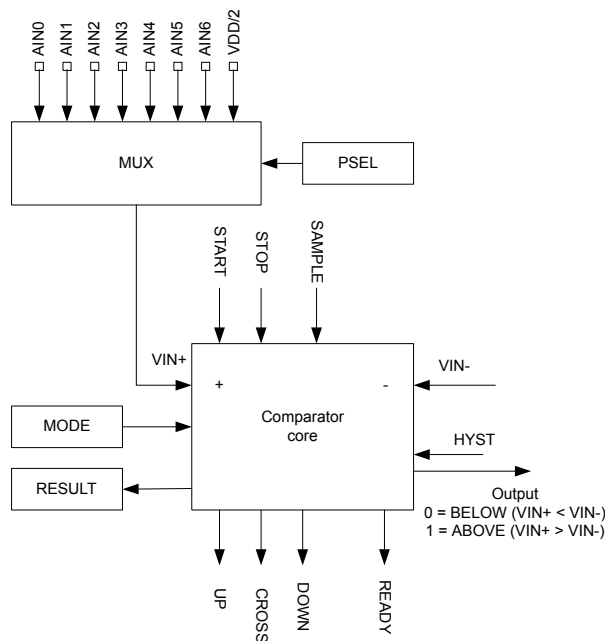 AIN0
AIN1
AIN2
AIN3
AIN4
AIN5
AIN6
VDD/2
MUX
PSEL
START
STOP
SAMPLE
VIN+
VIN-
+
-
MODE
Comparator
core
HYST
RESULT
Output
0 = BELOW (VIN+ < VIN-)
1 = ABOVE (VIN+ > VIN-)
UP
CROSS
DOWN
READY